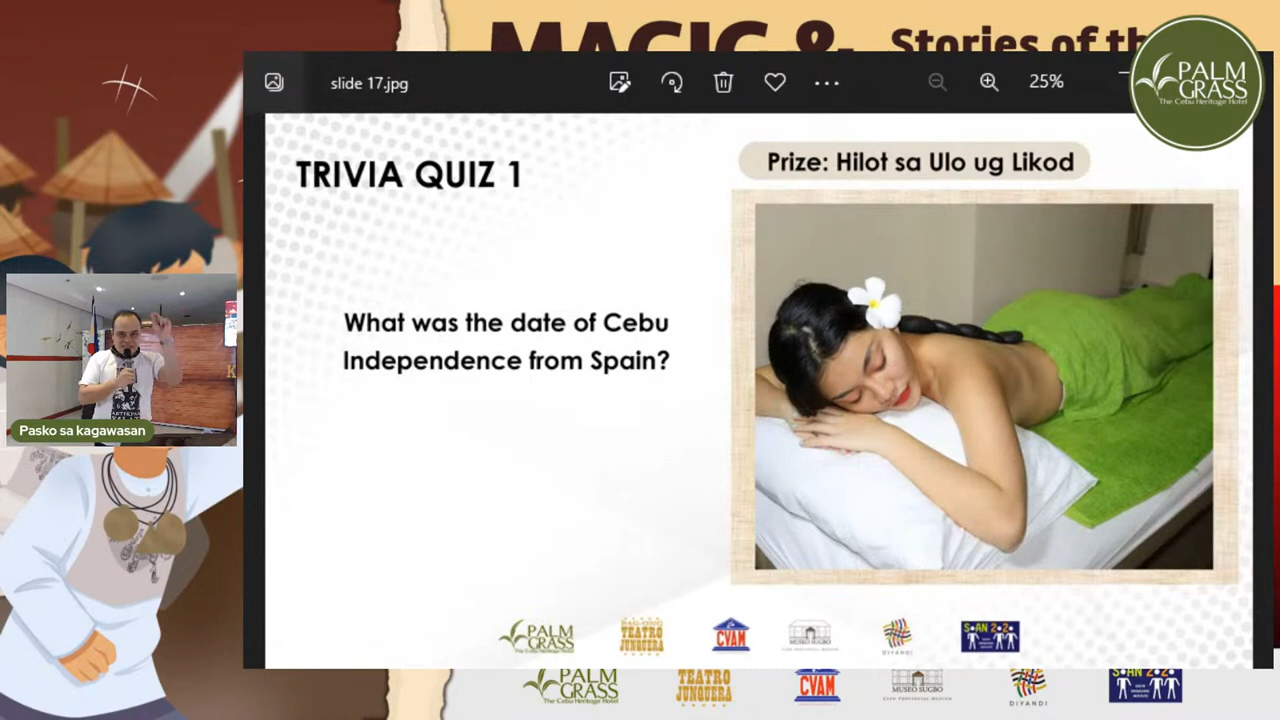 MAGIC &
Stories of th
PALM
GRASS
The Cebu Heritage Hotel
slide 17.jpg
25%
TRIVIA QUIZ 1
Prize: Hilot sa Ulo ug Likod
What was the date of Cebu
Independence from Spain?
Pasko sa kagawasan
PALM
GRASS
TEATRO
JUNQUERA
CVAM
MUSEO SUGBO
DIYANDI
PALM
GRASS
The Cebu Heritage Hotel
TEATRO
JUNQUERA
CVAM
MUSEO SUGBO
DIYANDI